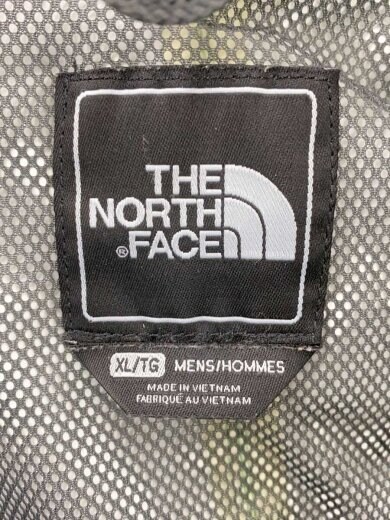 THE
NORTH
®FACE
XL/TG MENS/HOMMES
MADE IN VIETNAM
FABRIQUÉ AU VIETNAM